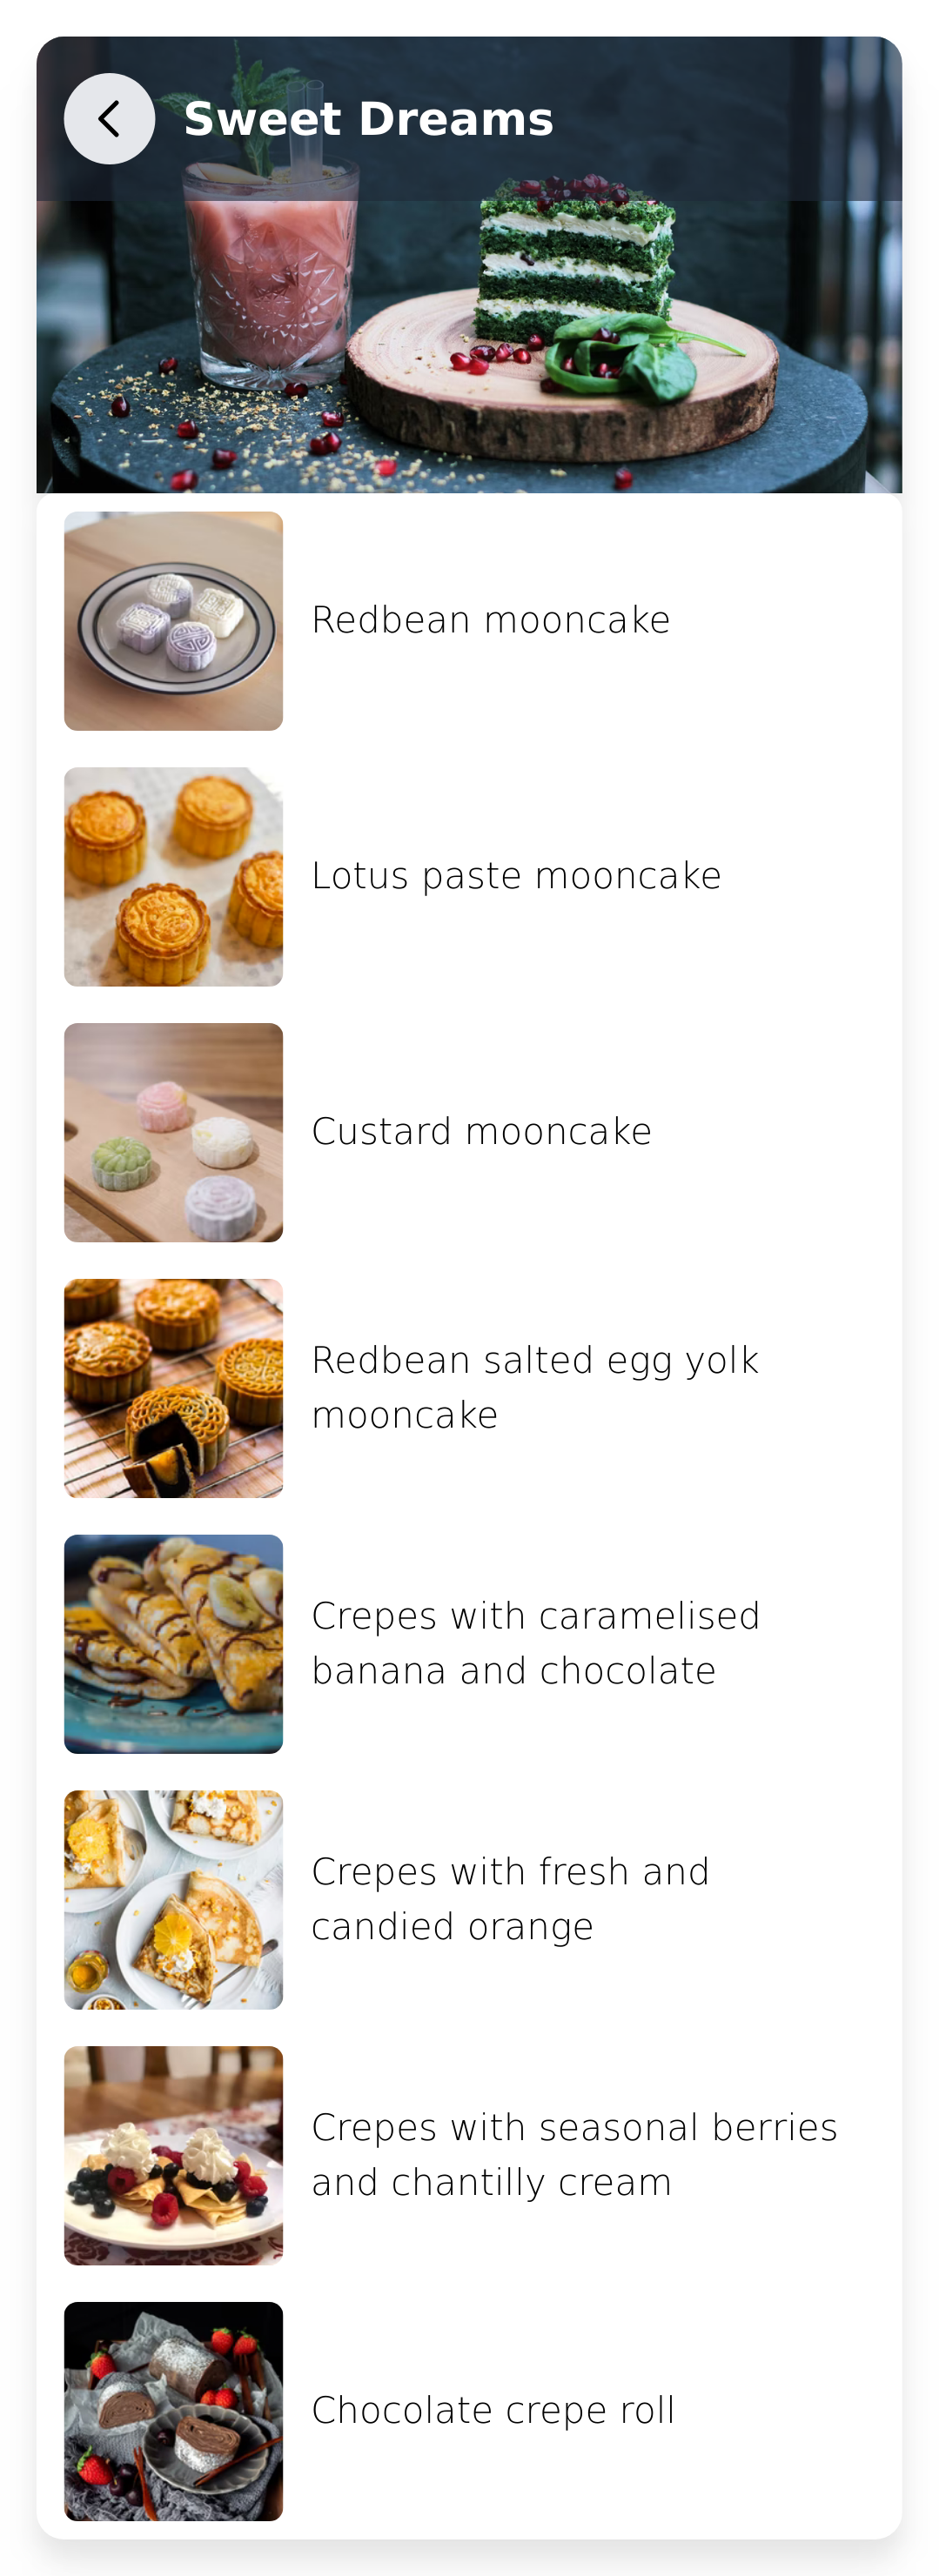 Sweet Dreams
Redbean mooncake
Lotus paste mooncake
Custard mooncake
Redbean salted egg yolk
mooncake
Crepes with caramelised
banana and chocolate
Crepes with fresh and
candied orange
Crepes with seasonal berries
and chantilly cream
Chocolate crepe roll